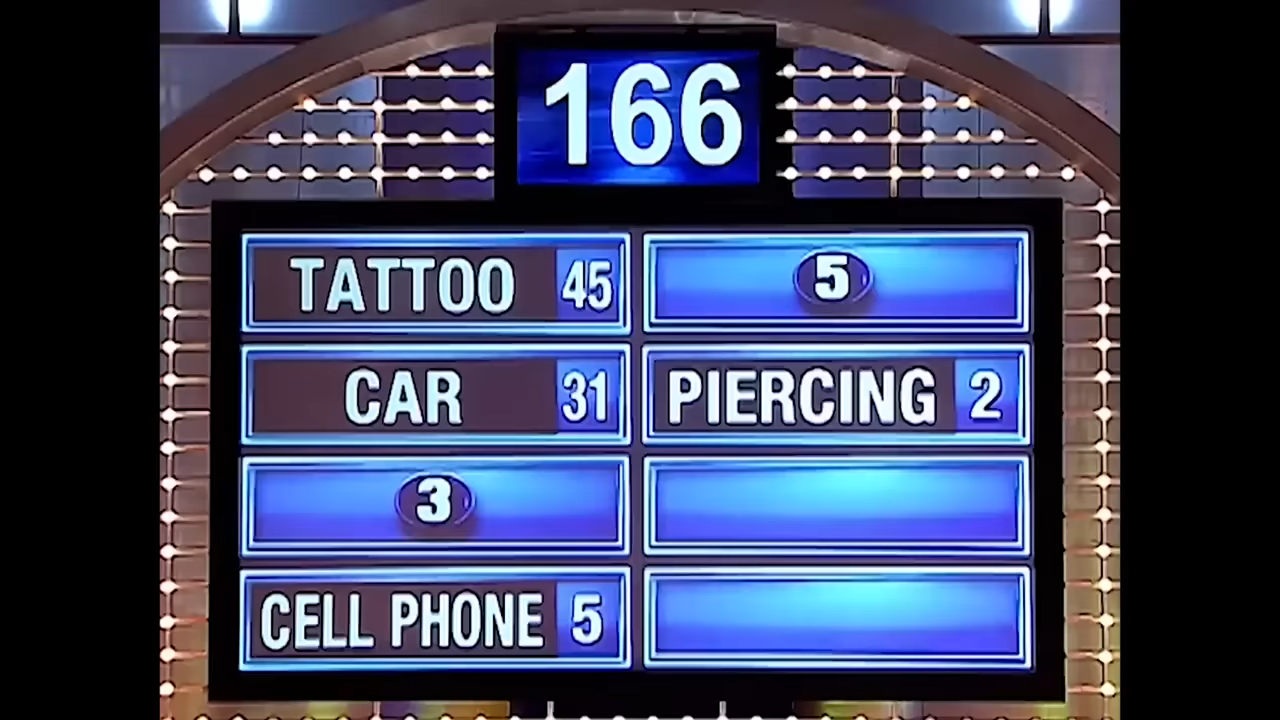 166
TATTOO 45
CAR 31
3
CELL PHONE 5
5
PIERCING 2